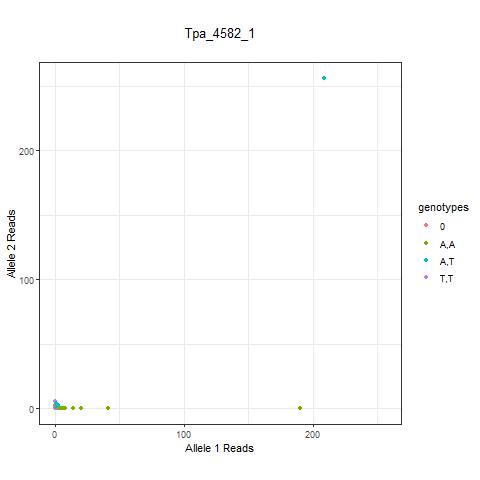 Tpa_4582_1
Allele 2 Reads
200
100
0
0
100
200
Allele 1 Reads
genotypes
0
A,A
A,T
T,T